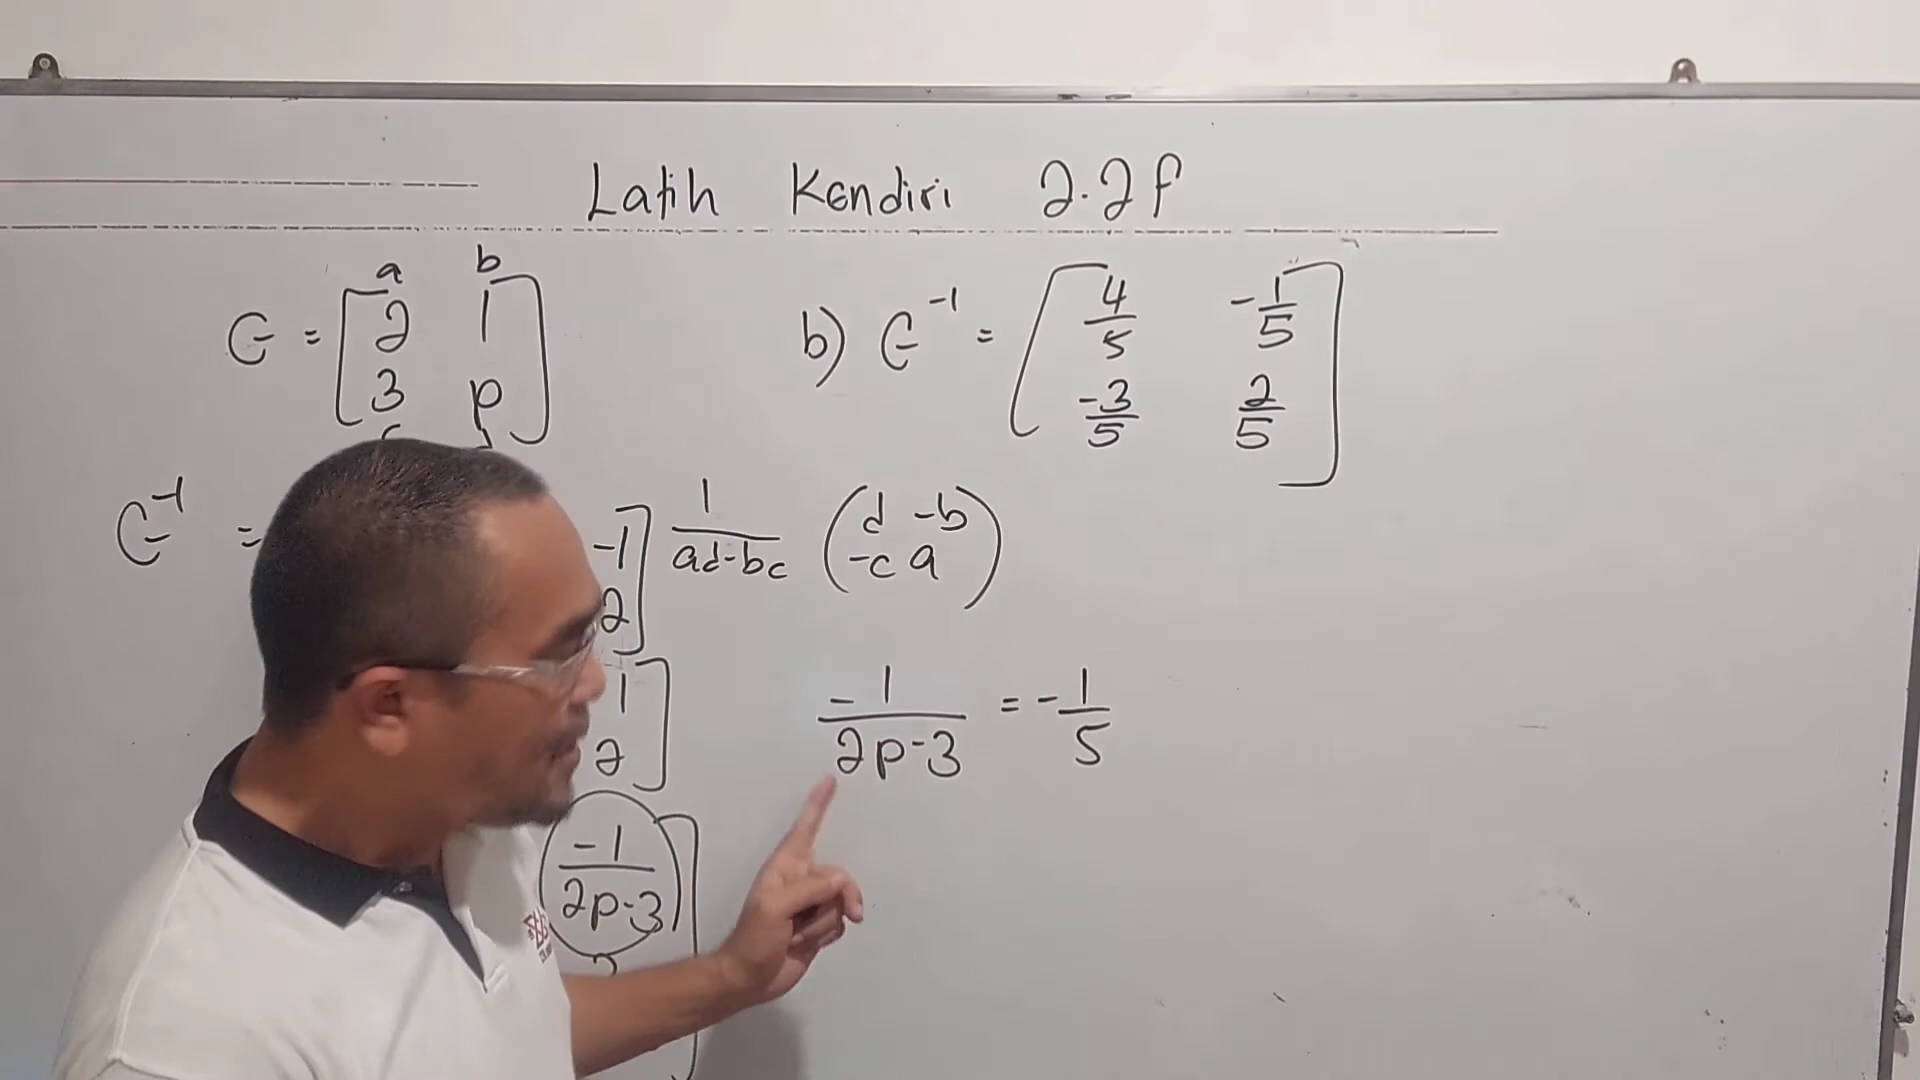 Latih Kendiri 2.2f
a b
G = [2 1
3 p]
b) G⁻¹ = [4/5 -1/5
-3/5 2/5]
G⁻¹ =
-1
2] 1/(ad-bc) (d -b
-c a)
1
2]
-1/(2p-3) = -1/5
-1/(2p-3)]